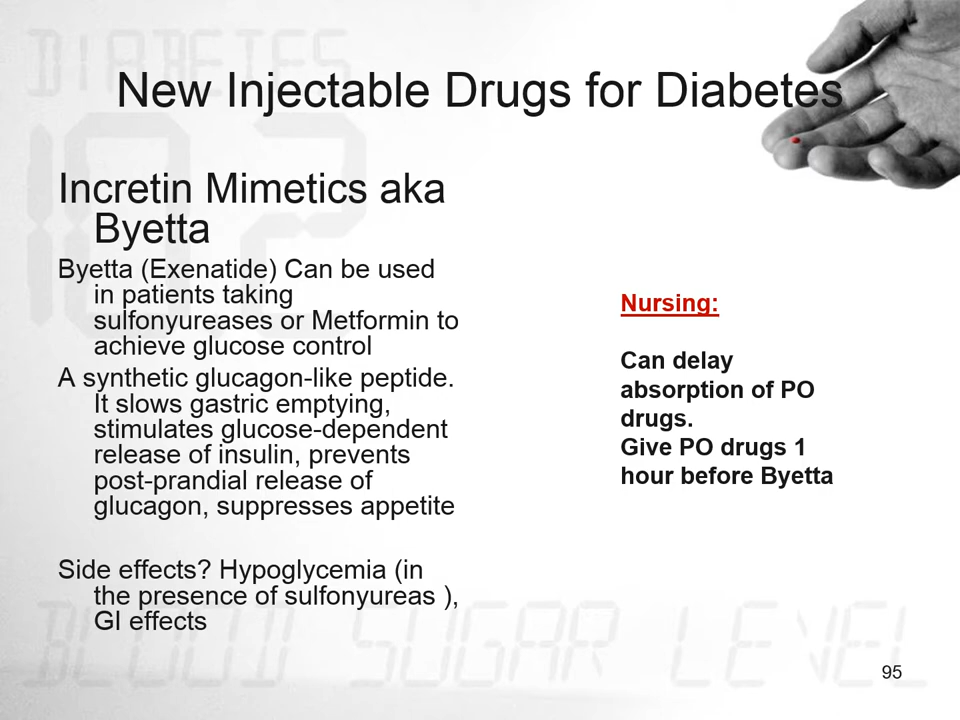 DIABETES
New Injectable Drugs for Diabetes
102
Incretin Mimetics aka
Byetta
Byetta (Exenatide) Can be used
in patients taking
sulfonyureases or Metformin to
achieve glucose control
A synthetic glucagon-like peptide.
It slows gastric emptying,
stimulates glucose-dependent
release of insulin, prevents
post-prandial release of
glucagon, suppresses appetite
Side effects? Hypoglycemia (in
the presence of sulfonyureas ),
GI effects
Nursing:
Can delay
absorption of PO
drugs.
Give PO drugs 1
hour before Byetta
BLOOD SUGAR LEVEL
95